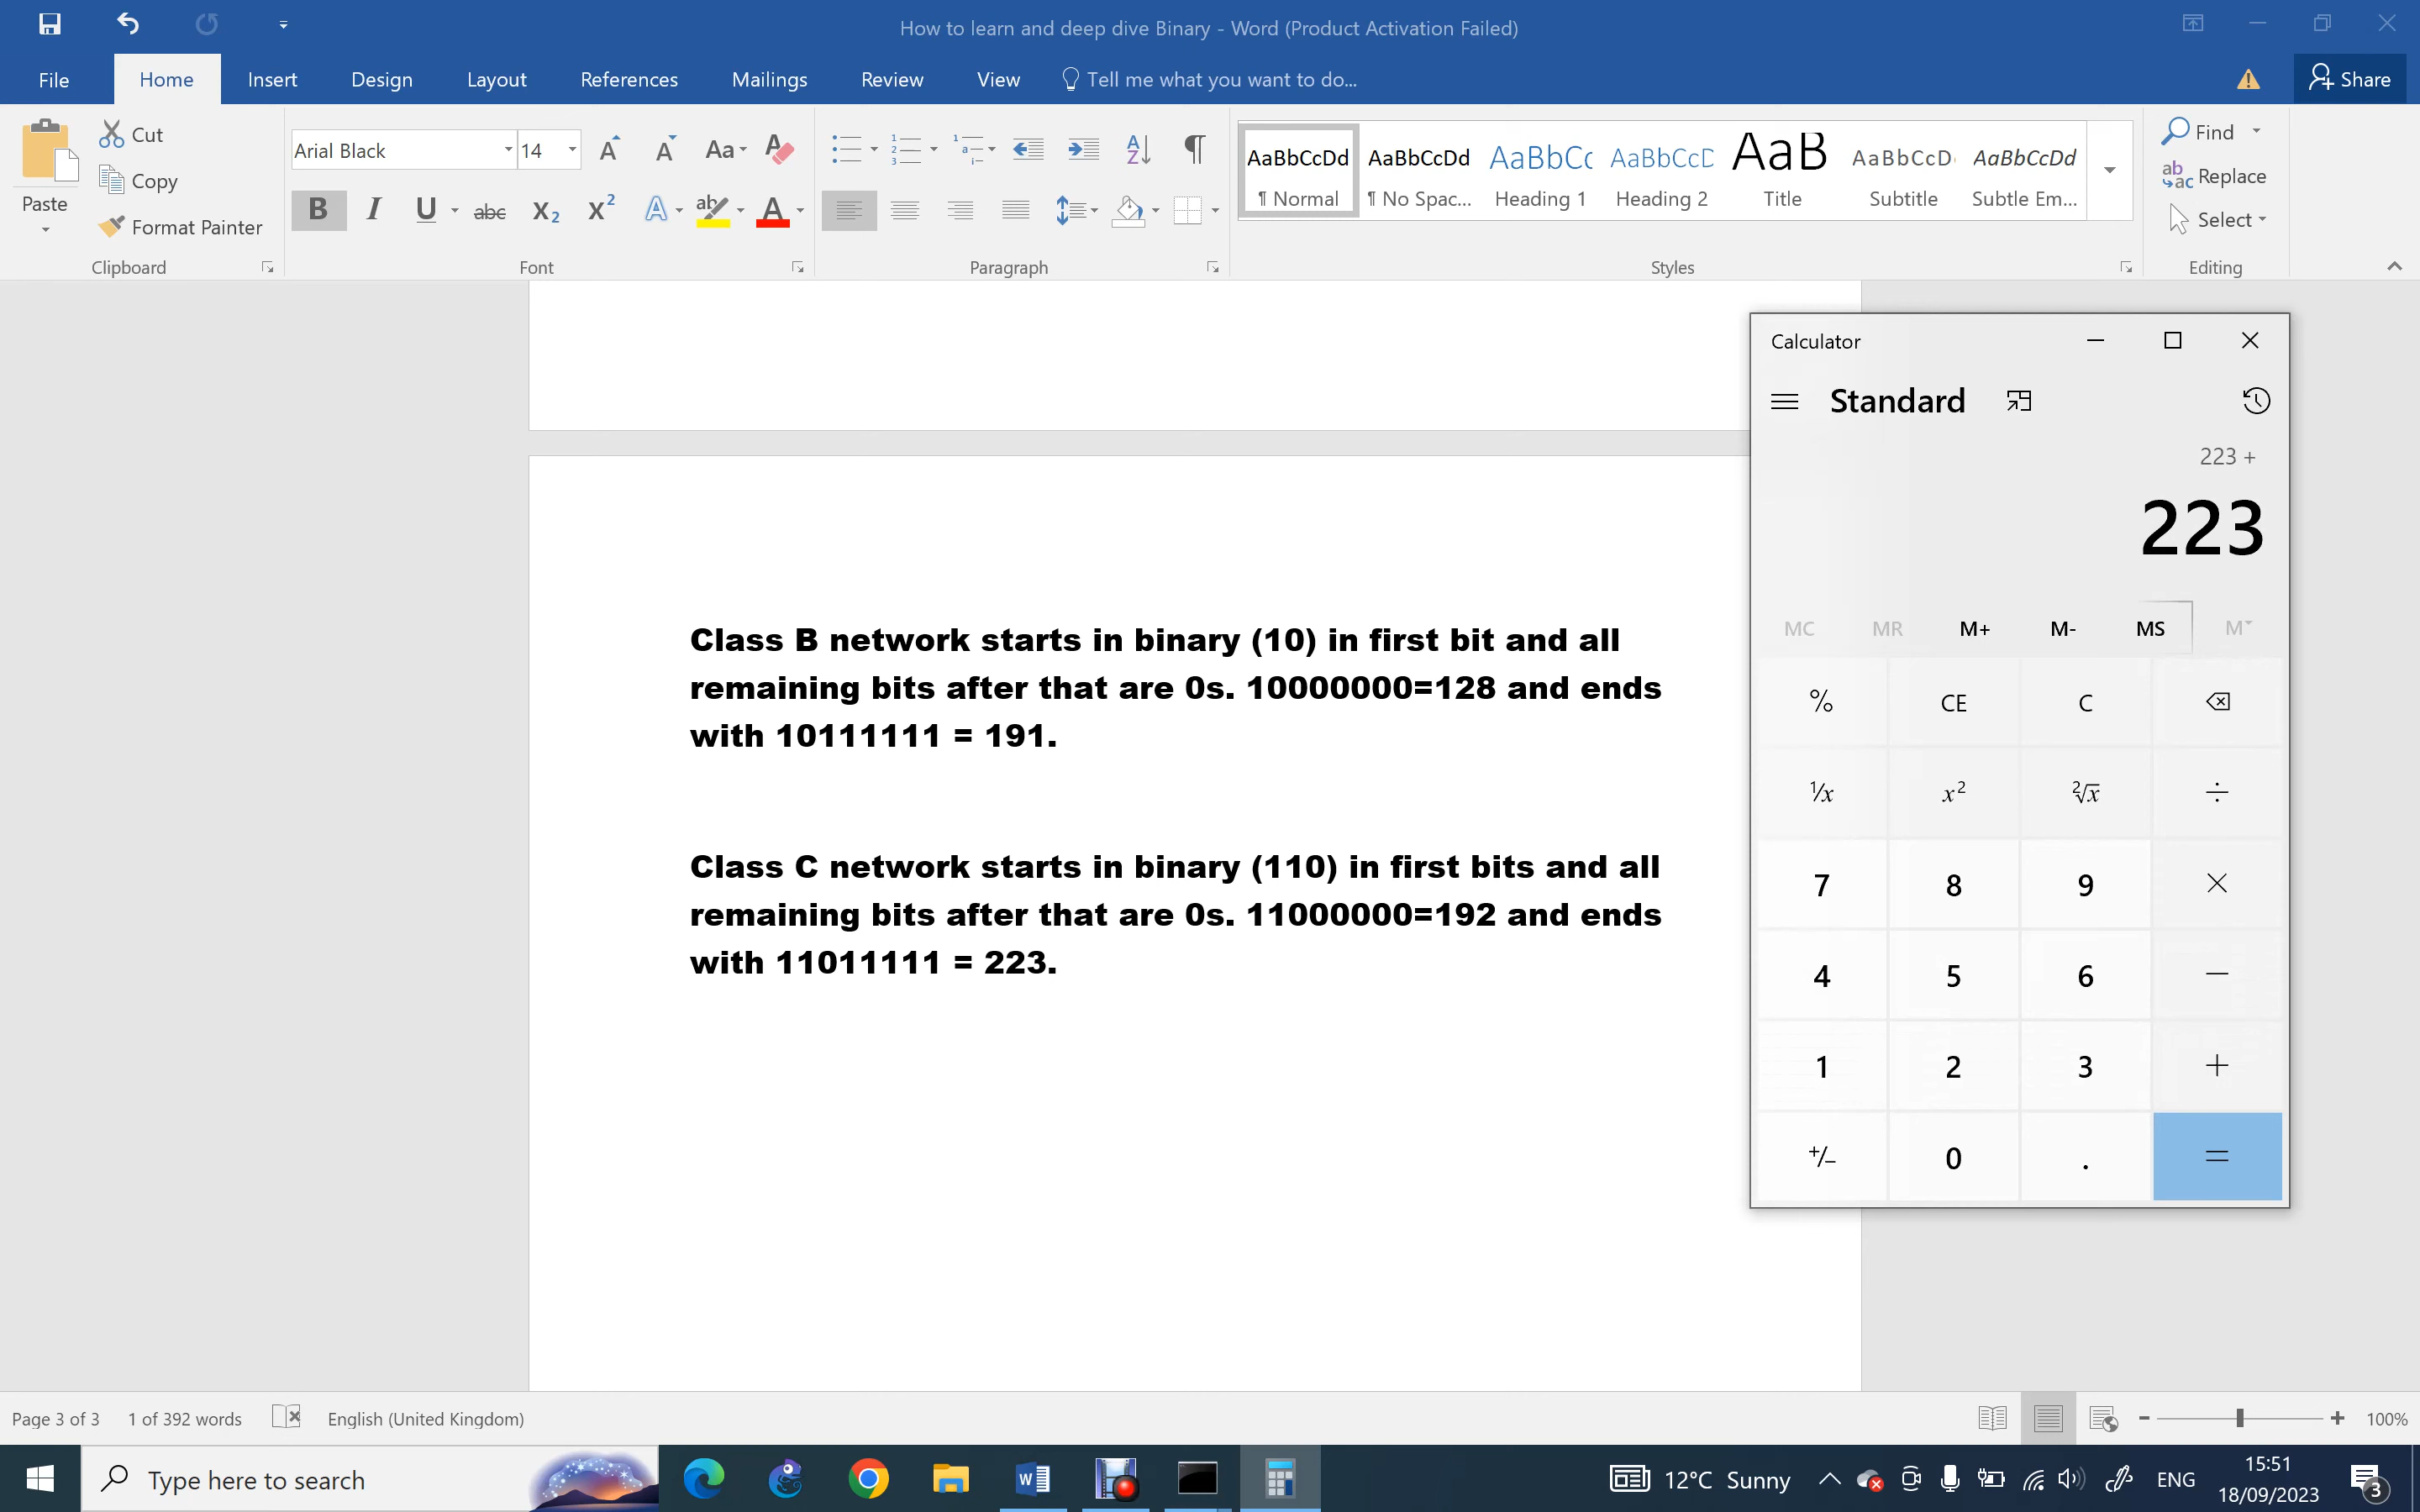 How to learn and deep dive Binary - Word (Product Activation Failed)
File Home Insert Design Layout References Mailings Review View Tell me what you want to do... Share
Paste
Cut
Copy
Format Painter
Clipboard
Arial Black 14
Font
Paragraph
AaBbCcDd AaBbCcDd AaBbCc AaBbCcD AaB AaBbCcD AaBbCcDd
¶ Normal ¶ No Spac... Heading 1 Heading 2 Title Subtitle Subtle Em...
Styles
Find
Replace
Select
Editing
Class B network starts in binary (10) in first bit and all
remaining bits after that are 0s. 10000000=128 and ends
with 10111111 = 191.
Class C network starts in binary (110) in first bits and all
remaining bits after that are 0s. 11000000=192 and ends
with 11011111 = 223.
Calculator
Standard
223 +
223
MC MR M+ M- MS M˅
% CE C
¹/x x² ²√x ÷
7 8 9 ×
4 5 6 −
1 2 3 +
+/− 0 . =
Page 3 of 3 1 of 392 words English (United Kingdom) 100%
Type here to search
12°C Sunny ENG
15:51
18/09/2023
3